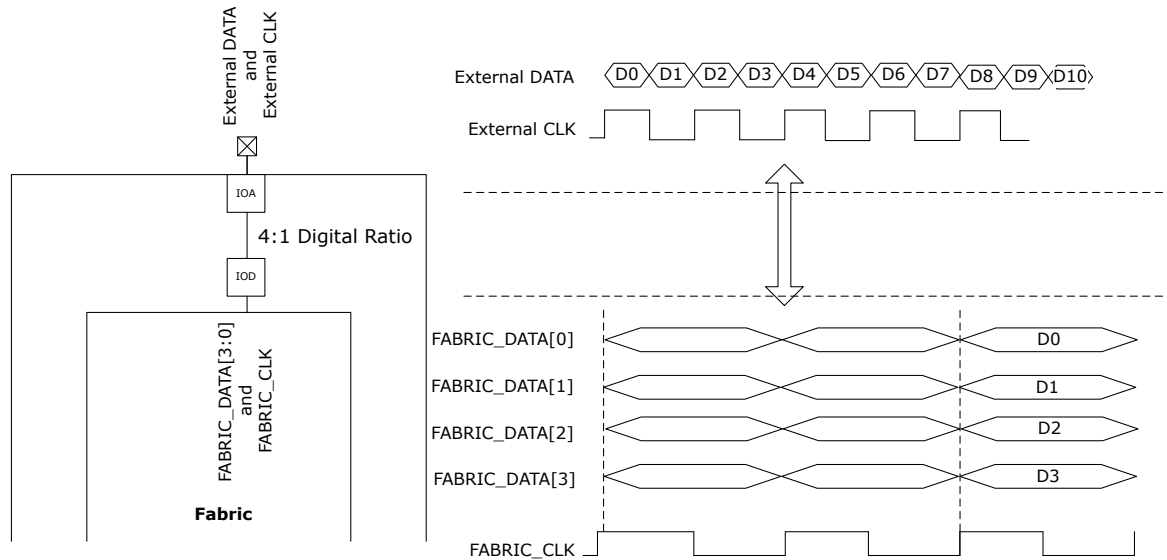 External DATA
and
External CLK
IOA
4:1 Digital Ratio
IOD
FABRIC_DATA[3:0]
and
FABRIC_CLK
Fabric
External DATA D0 D1 D2 D3 D4 D5 D6 D7 D8 D9 D10
External CLK
FABRIC_DATA[0] D0
FABRIC_DATA[1] D1
FABRIC_DATA[2] D2
FABRIC_DATA[3] D3
FABRIC_CLK